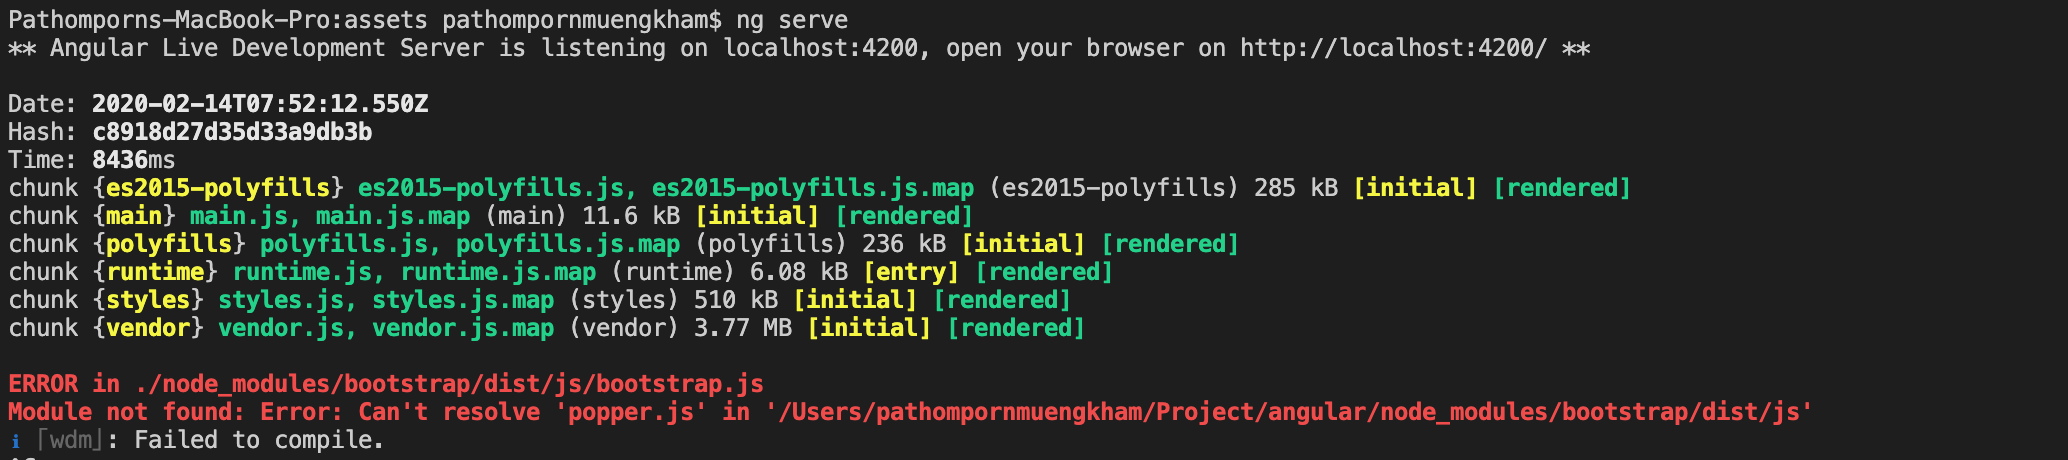 Pathomporns-MacBook-Pro:assets pathompornmuengkham$ ng serve
** Angular Live Development Server is listening on localhost:4200, open your browser on http://localhost:4200/ **
Date: 2020-02-14T07:52:12.550Z
Hash: c8918d27d35d33a9db3b
Time: 8436ms
chunk {es2015-polyfills} es2015-polyfills.js, es2015-polyfills.js.map (es2015-polyfills) 285 kB [initial] [rendered]
chunk {main} main.js, main.js.map (main) 11.6 kB [initial] [rendered]
chunk {polyfills} polyfills.js, polyfills.js.map (polyfills) 236 kB [initial] [rendered]
chunk {runtime} runtime.js, runtime.js.map (runtime) 6.08 kB [entry] [rendered]
chunk {styles} styles.js, styles.js.map (styles) 510 kB [initial] [rendered]
chunk {vendor} vendor.js, vendor.js.map (vendor) 3.77 MB [initial] [rendered]
ERROR in ./node_modules/bootstrap/dist/js/bootstrap.js
Module not found: Error: Can't resolve 'popper.js' in '/Users/pathompornmuengkham/Project/angular/node_modules/bootstrap/dist/js'
ℹ ｢wdm｣: Failed to compile.